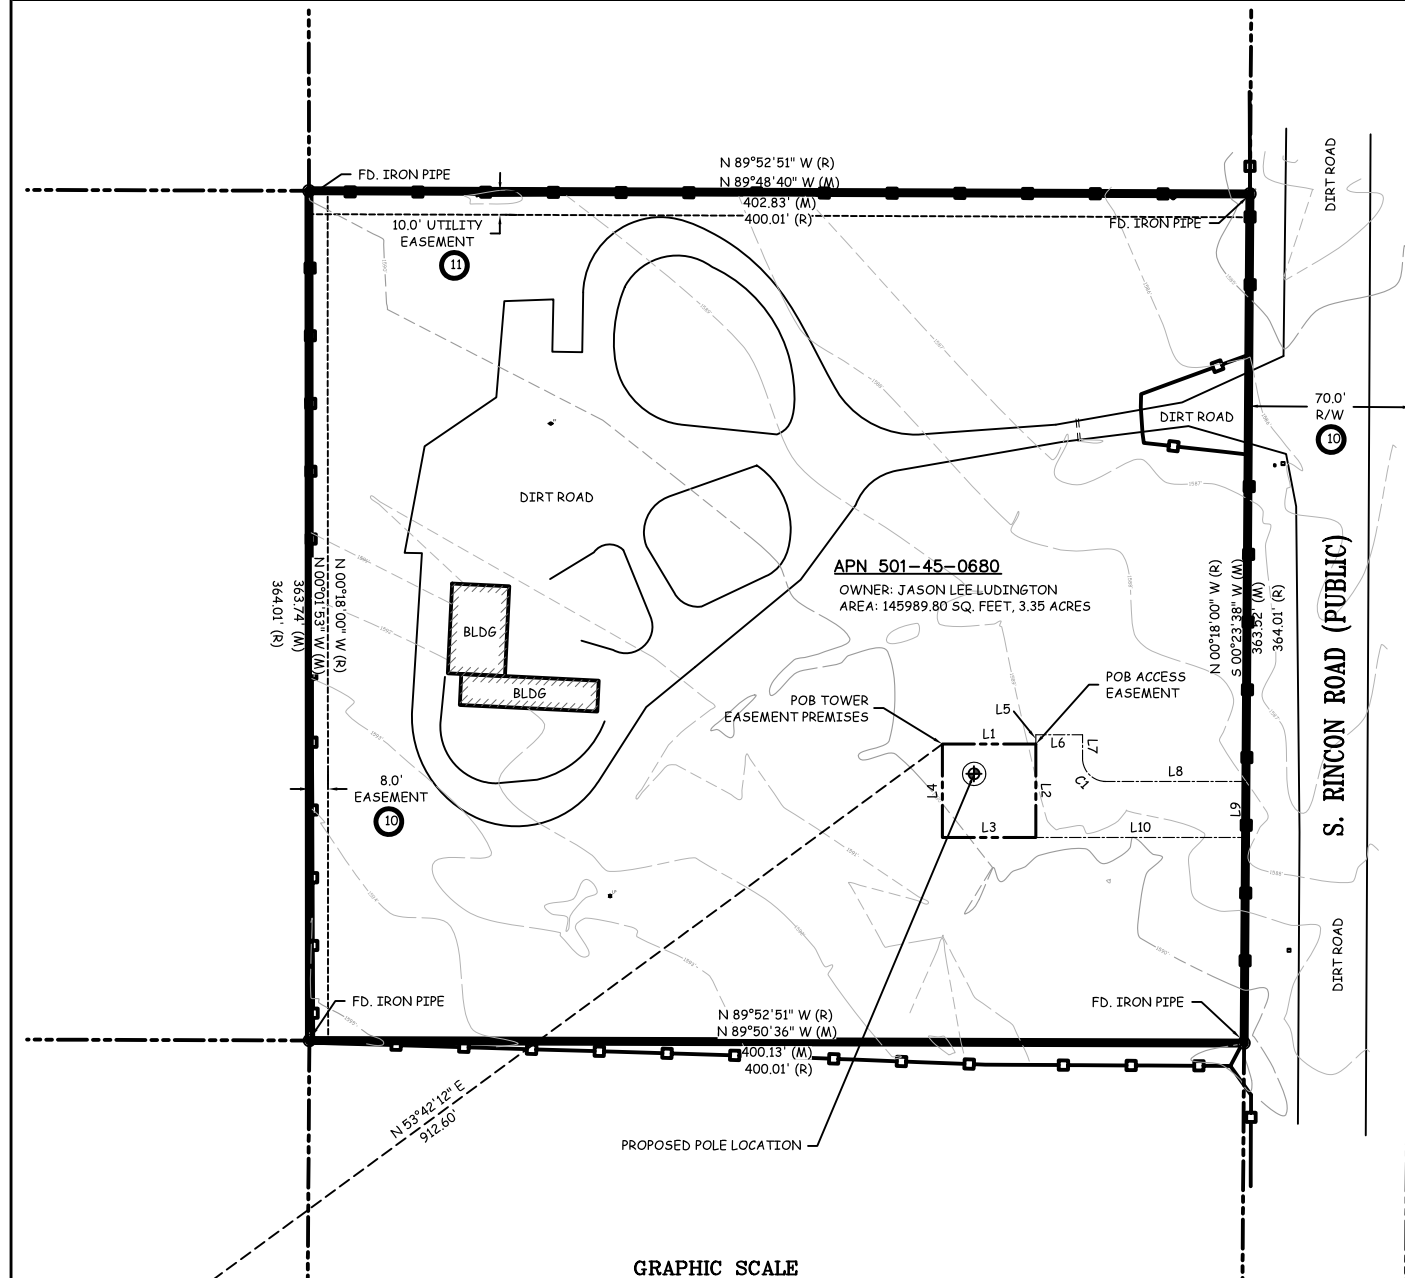 N 89°52'51" W (R)
N 89°48'40" W (M)
402.83' (M)
400.01' (R)
FD. IRON PIPE
FD. IRON PIPE
DIRT ROAD
10.0' UTILITY
EASEMENT
11
70.0'
R/W
10
DIRT ROAD
DIRT ROAD
APN 501-45-0680
OWNER: JASON LEE LUDINGTON
AREA: 145989.80 SQ. FEET, 3.35 ACRES
N 00°18'00" W (R)
N 00°01'53" W (M)
363.74' (M)
364.01' (R)
N 00°18'00" W (R)
S 00°23'38" W (M)
363.52' (M)
364.01' (R)
S. RINCON ROAD (PUBLIC)
BLDG
BLDG
POB TOWER
EASEMENT PREMISES
POB ACCESS
EASEMENT
L5
L1
L6
L7
C1
L8
L4
L2
L9
L3
L10
8.0'
EASEMENT
10
DIRT ROAD
FD. IRON PIPE
FD. IRON PIPE
N 89°52'51" W (R)
N 89°50'36" W (M)
400.13' (M)
400.01' (R)
N 53°42'12" E
912.60'
PROPOSED POLE LOCATION
GRAPHIC SCALE